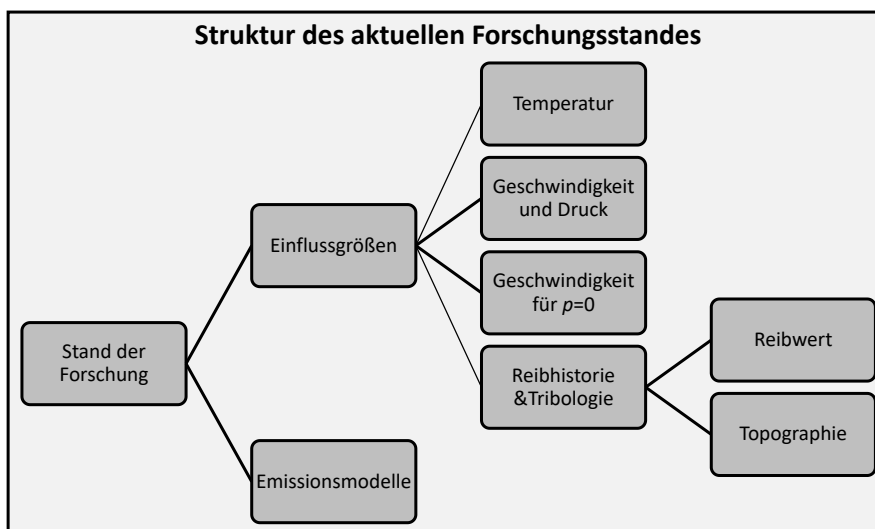 Struktur des aktuellen Forschungsstandes
Stand der
Forschung
Einflussgrößen
Temperatur
Geschwindigkeit
und Druck
Geschwindigkeit
für p=0
Reibhistorie
&Tribologie
Reibwert
Topographie
Emissionsmodelle